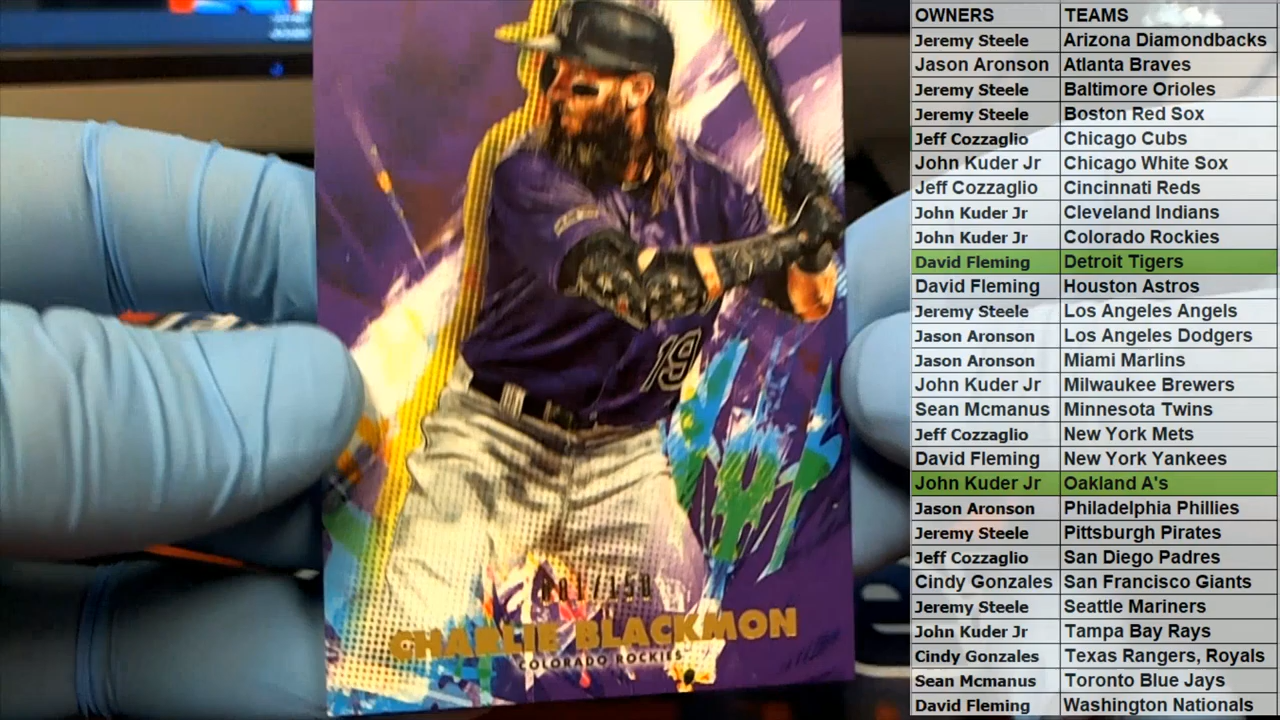 19
CHARLIE BLACKMON
COLORADO ROCKIES
OWNERS TEAMS
Jeremy Steele Arizona Diamondbacks
Jason Aronson Atlanta Braves
Jeremy Steele Baltimore Orioles
Jeremy Steele Boston Red Sox
Jeff Cozzaglio Chicago Cubs
John Kuder Jr Chicago White Sox
Jeff Cozzaglio Cincinnati Reds
John Kuder Jr Cleveland Indians
John Kuder Jr Colorado Rockies
David Fleming Detroit Tigers
David Fleming Houston Astros
Jeremy Steele Los Angeles Angels
Jason Aronson Los Angeles Dodgers
Jason Aronson Miami Marlins
John Kuder Jr Milwaukee Brewers
Sean Mcmanus Minnesota Twins
Jeff Cozzaglio New York Mets
David Fleming New York Yankees
John Kuder Jr Oakland A's
Jason Aronson Philadelphia Phillies
Jeremy Steele Pittsburgh Pirates
Jeff Cozzaglio San Diego Padres
Cindy Gonzales San Francisco Giants
Jeremy Steele Seattle Mariners
John Kuder Jr Tampa Bay Rays
Cindy Gonzales Texas Rangers, Royals
Sean Mcmanus Toronto Blue Jays
David Fleming Washington Nationals